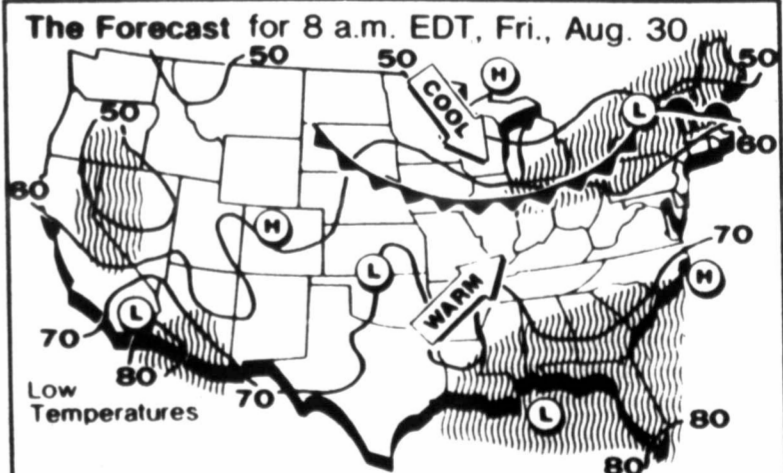 The Forecast for 8 a.m. EDT, Fri., Aug. 30
50
50
50
H
COOL
50
L
60
60
H
70
L
H
WARM
L
70
80
70
Low
Temperatures
L
80
80